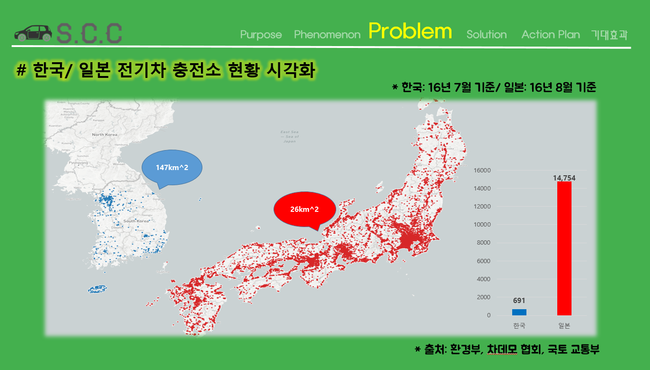 S.C.C
Purpose Phenomenon Problem Solution Action Plan 기대효과
# 한국/ 일본 전기차 충전소 현황 시각화
* 한국: 16년 7월 기준/ 일본: 16년 8월 기준
North Korea
147km^2
South Korea
26km^2
16000
14,754
14000
12000
10000
8000
6000
4000
2000
691
0
한국 일본
* 출처: 환경부, 차데모 협회, 국토 교통부